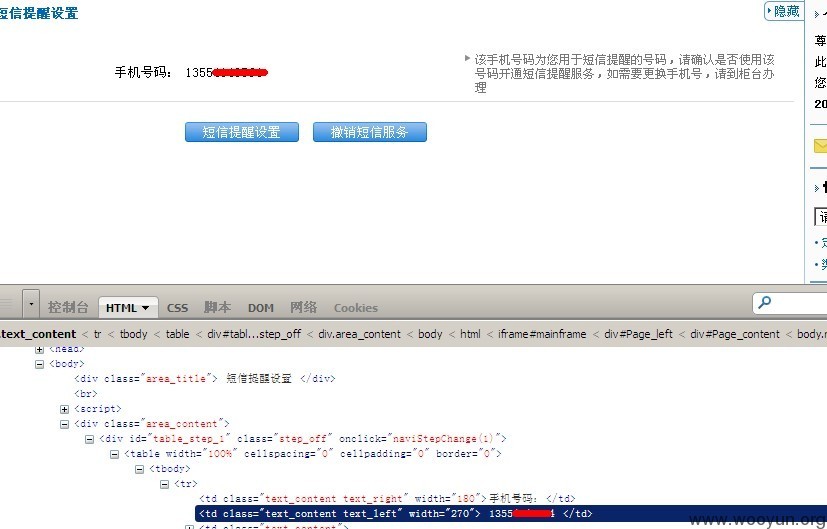 短信提醒设置
隐藏
尊
手机号码： 1355
该手机号码为您用于短信提醒的号码，请确认是否使用该
号码开通短信提醒服务，如需要更换手机号，请到柜台办
理
此
您
20
短信提醒设置 撤销短信服务
控制台 HTML CSS 脚本 DOM 网络 Cookies
.text_content < tr < tbody < table < div#tabl...step_off < div.area_content < body < html < iframe#mainframe < div#Page_left < div#Page_content < body.
<head>
<body>
<div class="area_title"> 短信提醒设置 </div>
<br>
<script>
<div class="area_content">
<div id="table_step_1" class="step_off" onclick="naviStepChange(1)">
<table width="100%" cellspacing="0" cellpadding="0" border="0">
<tbody>
<tr>
<td class="text_content text_right" width="180">手机号码：</td>
<td class="text_content text_left" width="270"> 1355 4 </td>
<td class="text_content">
www.wooyun.org